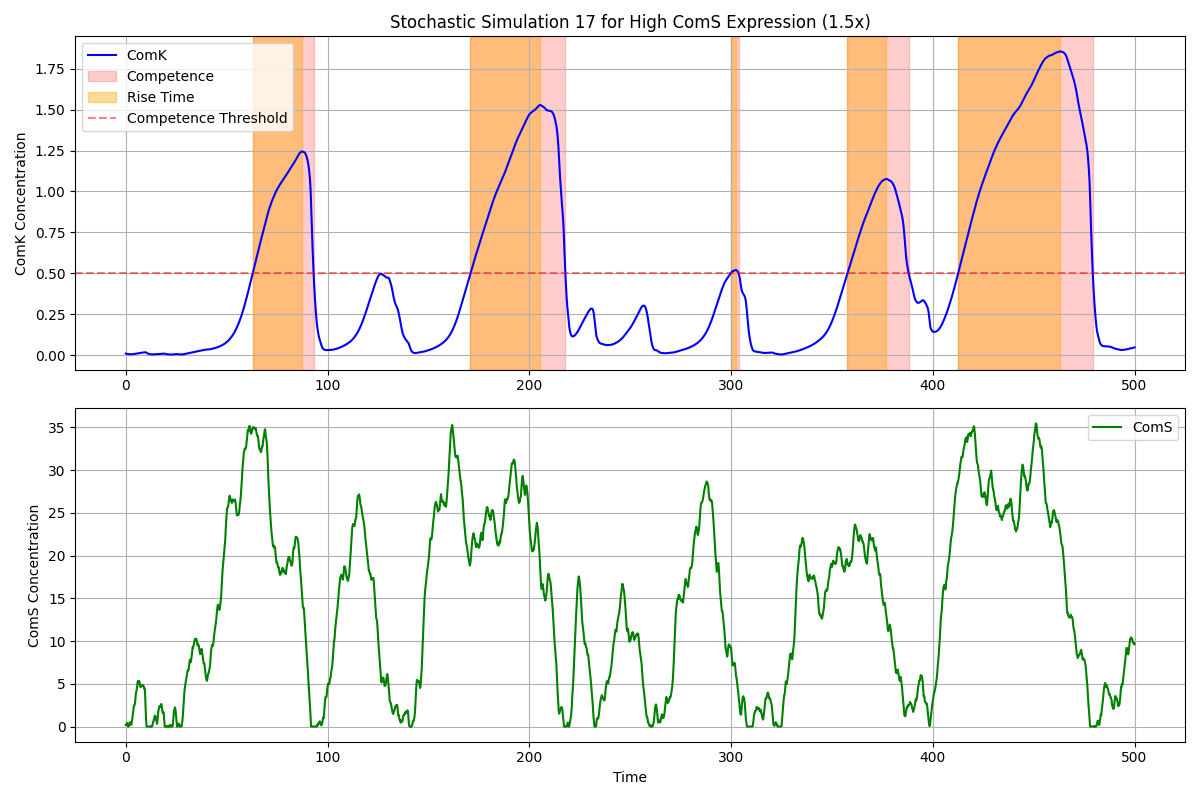 Stochastic Simulation 17 for High ComS Expression (1.5x)
ComK Concentration
1.75
1.50
1.25
1.00
0.75
0.50
0.25
0.00
ComK
Competence
Rise Time
Competence Threshold
0 100 200 300 400 500
ComS Concentration
35
30
25
20
15
10
5
0
ComS
0 100 200 300 400 500
Time